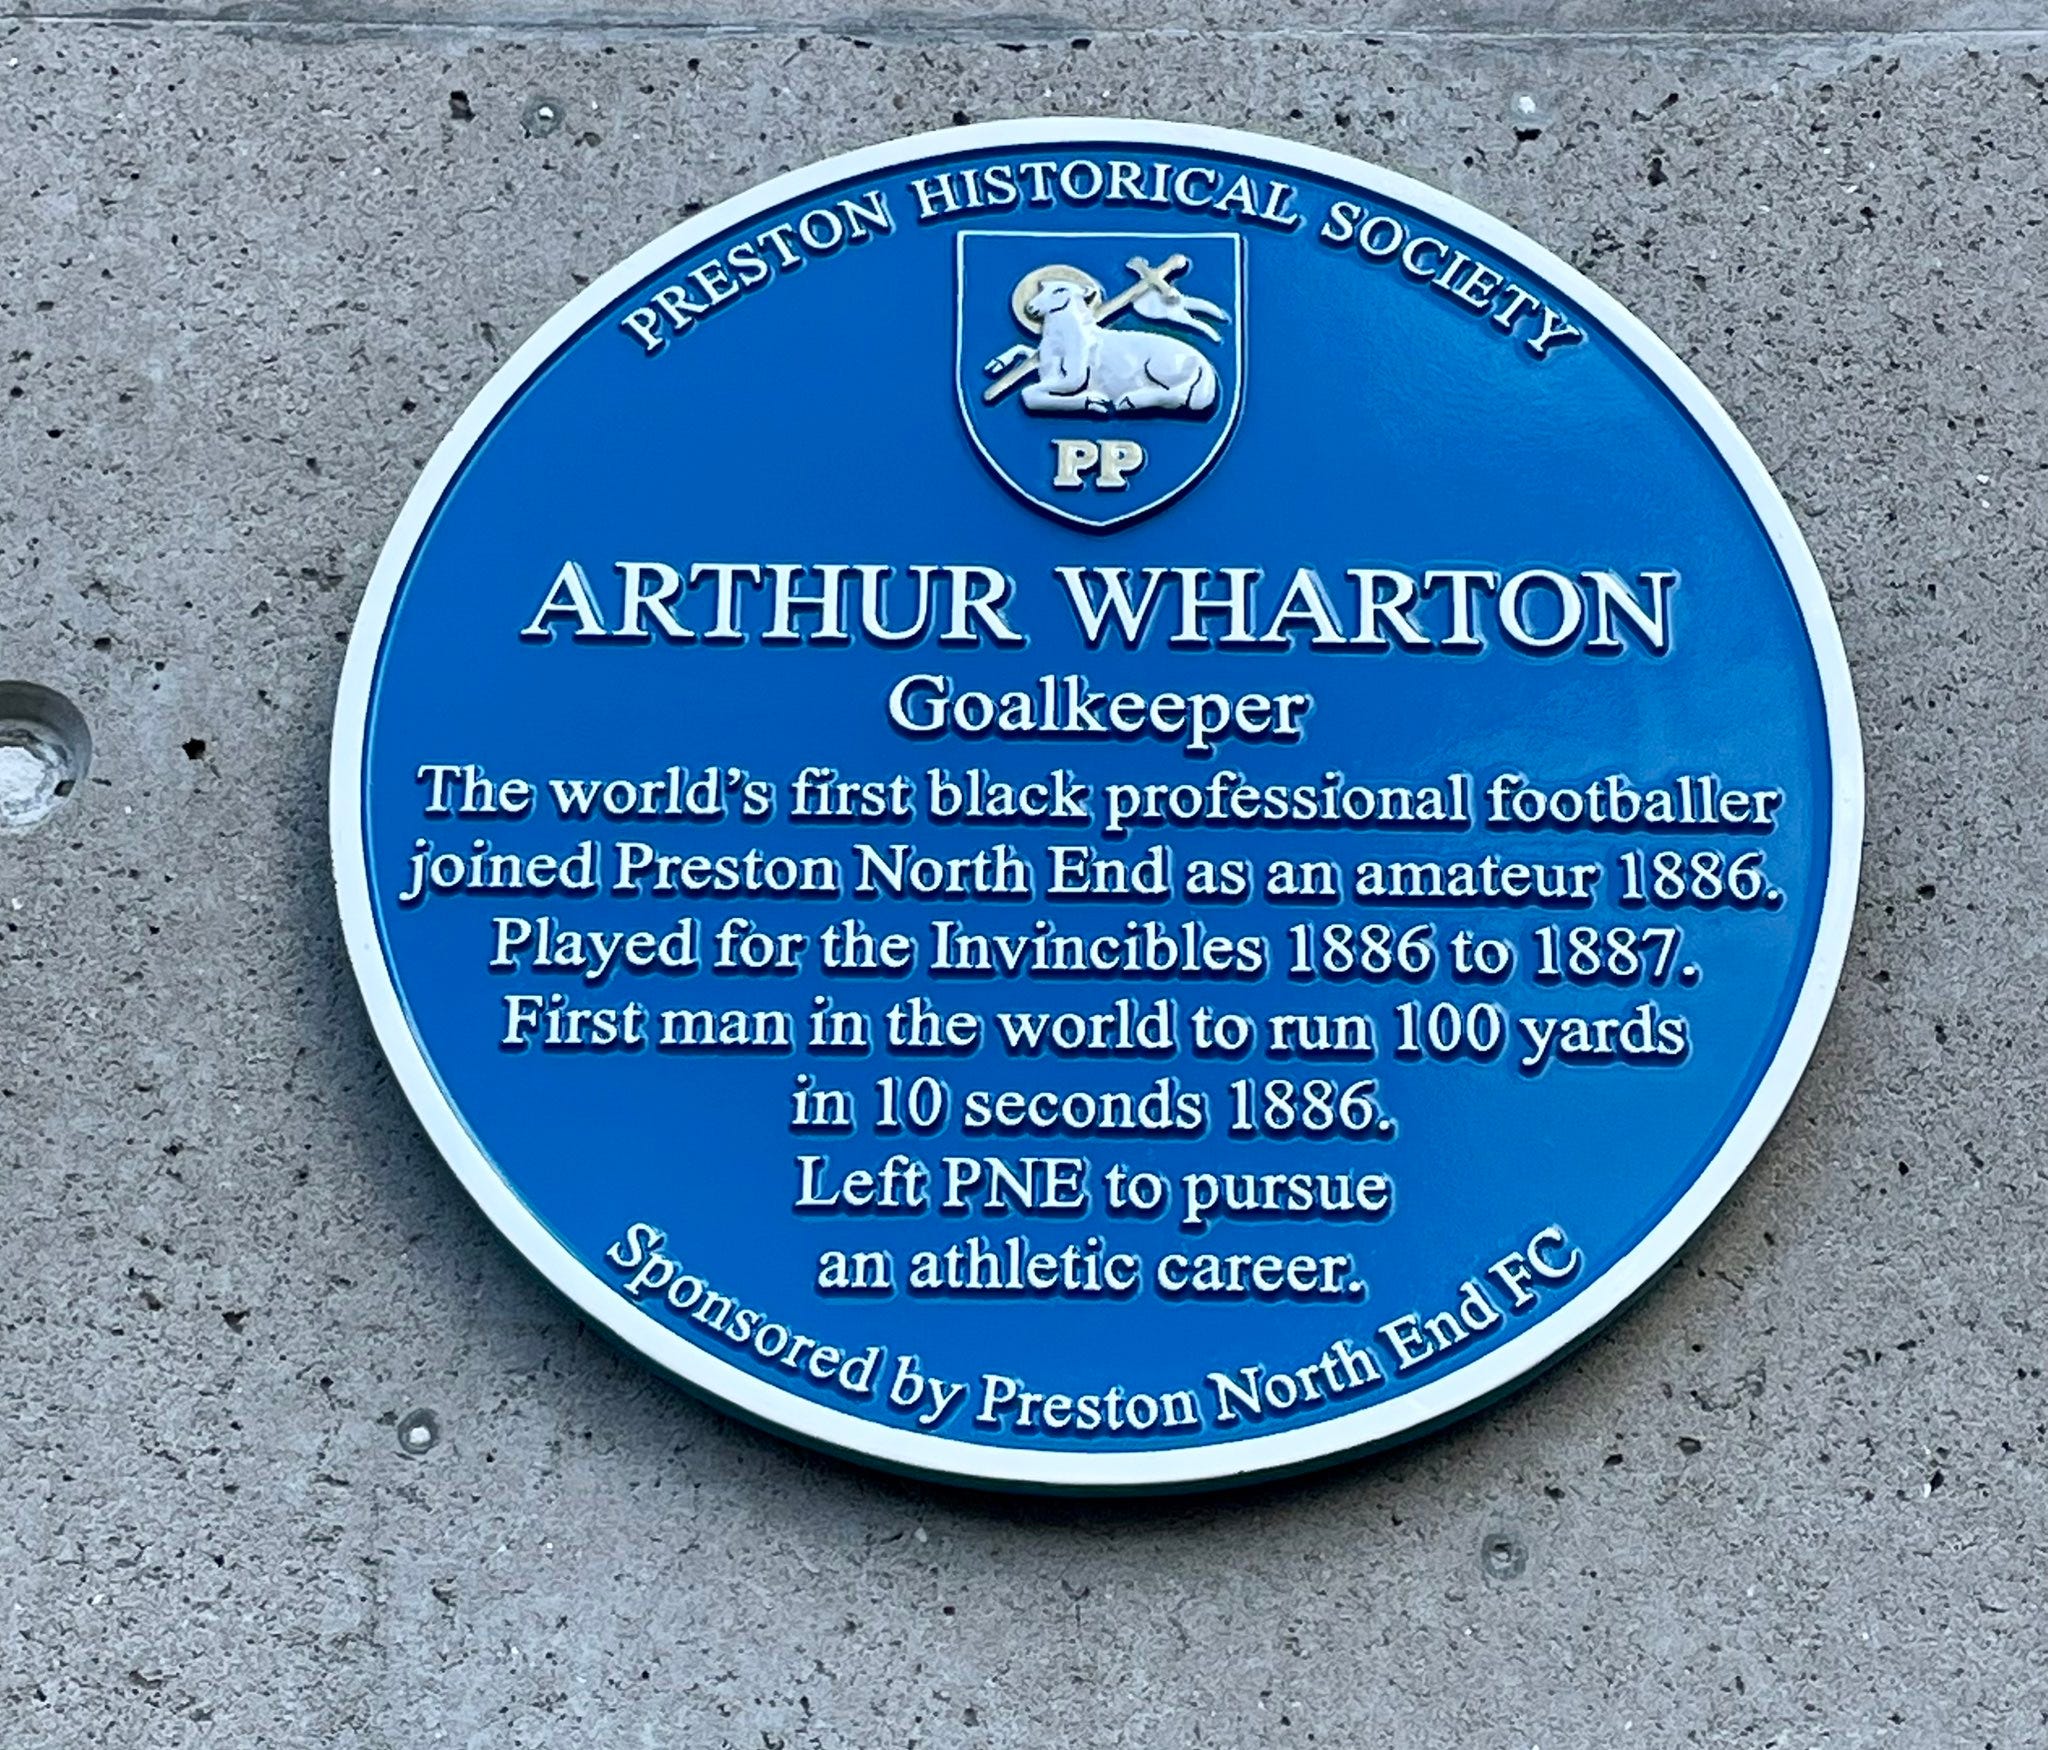 PRESTON HISTORICAL SOCIETY
PP
ARTHUR WHARTON
Goalkeeper
The world's first black professional footballer
joined Preston North End as an amateur 1886.
Played for the Invincibles 1886 to 1887.
First man in the world to run 100 yards
in 10 seconds 1886.
Left PNE to pursue
an athletic career.
Sponsored by Preston North End FC